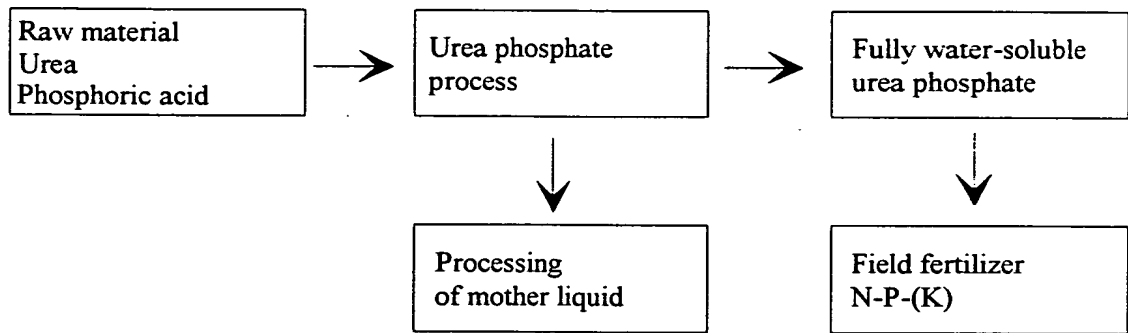 Raw material
Urea
Phosphoric acid
Urea phosphate
process
Fully water-soluble
urea phosphate
Processing
of mother liquid
Field fertilizer
N-P-(K)